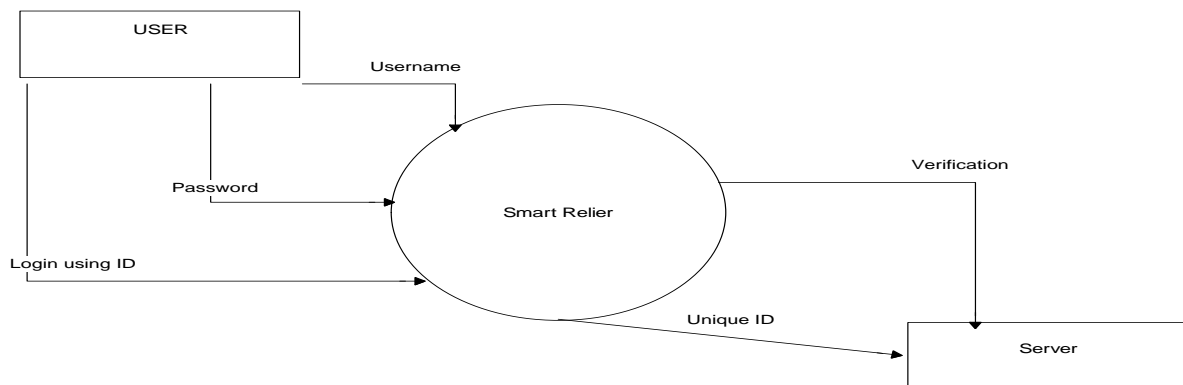 USER
Username
Verification
Password
Smart Relier
Login using ID
Unique ID
Server